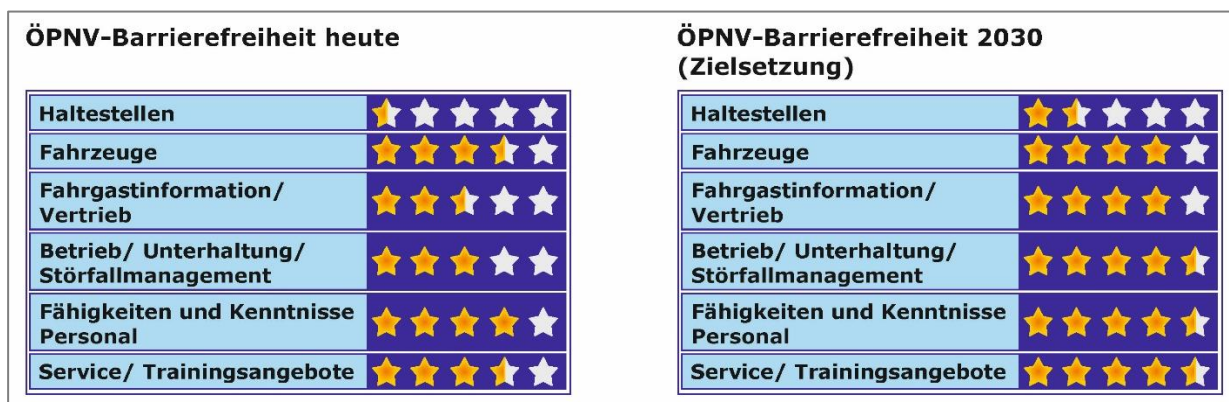 ÖPNV-Barrierefreiheit heute
Haltestellen
Fahrzeuge
Fahrgastinformation/
Vertrieb
Betrieb/ Unterhaltung/
Störfallmanagement
Fähigkeiten und Kenntnisse
Personal
Service/ Trainingsangebote
ÖPNV-Barrierefreiheit 2030
(Zielsetzung)
Haltestellen
Fahrzeuge
Fahrgastinformation/
Vertrieb
Betrieb/ Unterhaltung/
Störfallmanagement
Fähigkeiten und Kenntnisse
Personal
Service/ Trainingsangebote